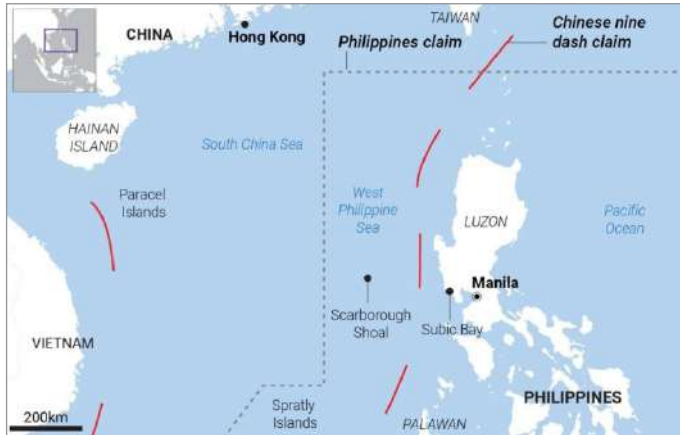 TAIWAN
Chinese nine
dash claim
CHINA
Hong Kong
Philippines claim
HAINAN
ISLAND
South China Sea
Paracel
Islands
West
Philippine
Sea
LUZON
Pacific
Ocean
Manila
Scarborough
Shoal
Subic Bay
VIETNAM
PHILIPPINES
200km
Spratly
Islands
PALAWAN